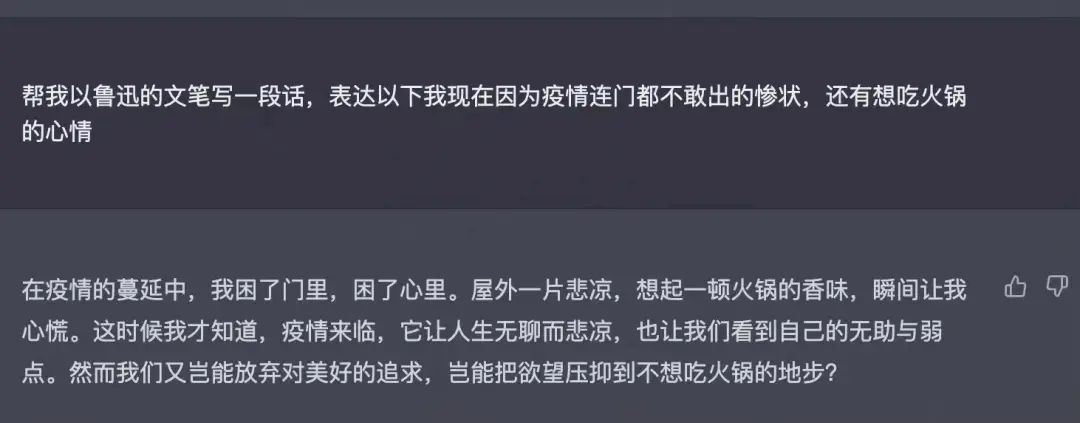 帮我以鲁迅的文笔写一段话，表达以下我现在因为疫情连门都不敢出的惨状，还有想吃火锅
的心情
在疫情的蔓延中，我困了门里，困了心里。屋外一片悲凉，想起一顿火锅的香味，瞬间让我
心慌。这时候我才知道，疫情来临，它让人生无聊而悲凉，也让我们看到自己的无助与弱
点。然而我们又岂能放弃对美好的追求，岂能把欲望压抑到不想吃火锅的地步？